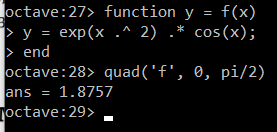 octave:27> function y = f(x)
> y = exp(x .^ 2) .* cos(x);
> end
octave:28> quad('f', 0, pi/2)
ans = 1.8757
octave:29>